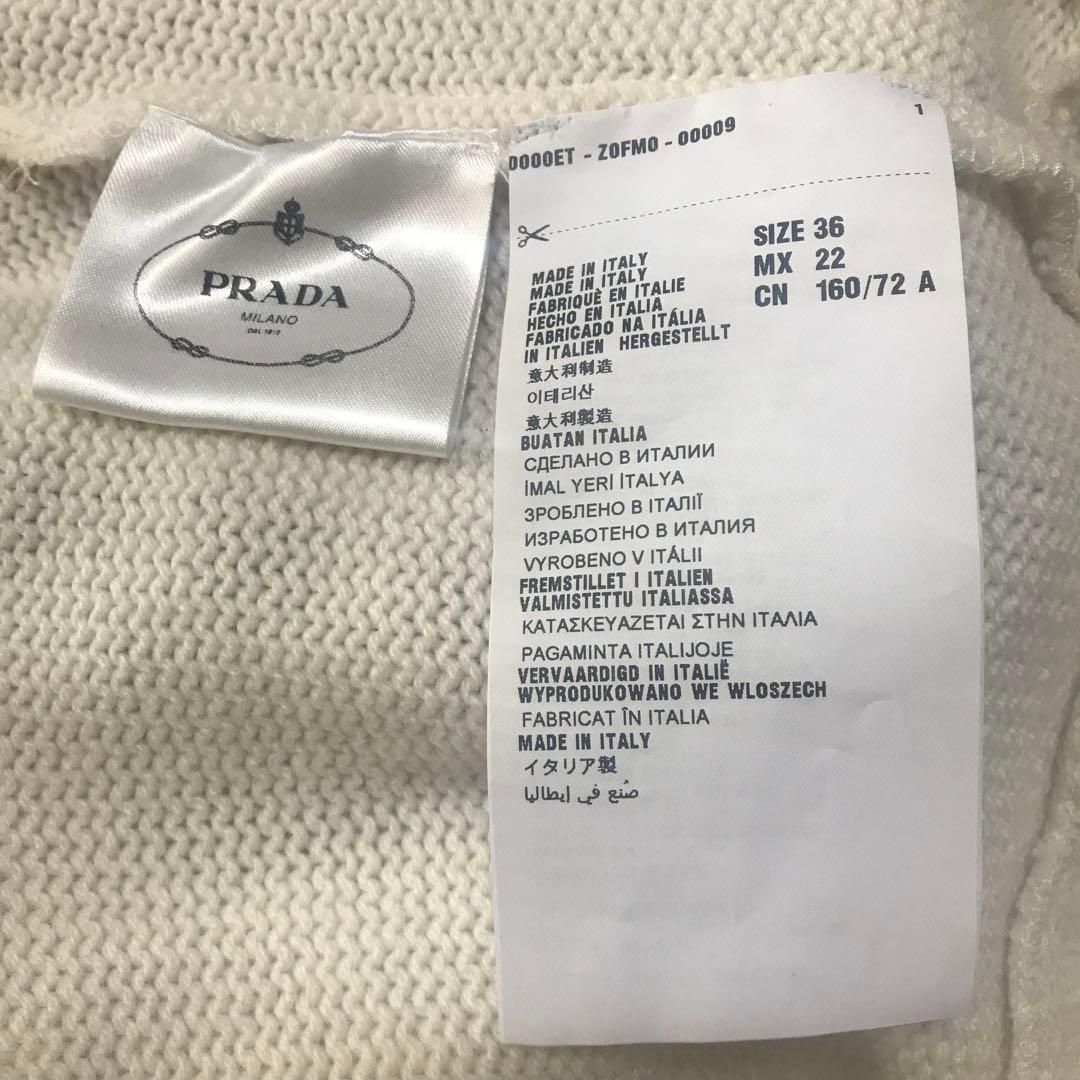 PRADA
MILANO
DAL 1913
0000ET - Z0FM0 - 00009
1
SIZE 36
MX 22
CN 160/72 A
MADE IN ITALY
MADE IN ITALY
FABRIQUÈ EN ITALIE
HECHO EN ITALIA
FABRICADO NA ITÁLIA
IN ITALIEN HERGESTELLT
意大利制造
이태리산
意大利製造
BUATAN ITALIA
СДЕЛАНО В ИТАЛИИ
İMAL YERİ İTALYA
ЗРОБЛЕНО В ІТАЛІЇ
ИЗРАБОТЕНО В ИТАЛИЯ
VYROBENO V ITÁLII
FREMSTILLET I ITALIEN
VALMISTETTU ITALIASSA
ΚΑΤΑΣΚΕΥΑΖΕΤΑΙ ΣΤΗΝ ΙΤΑΛΙΑ
PAGAMINTA ITALIJOJE
VERVAARDIGD IN ITALIË
WYPRODUKOWANO WE WLOSZECH
FABRICAT ÎN ITALIA
MADE IN ITALY
イタリア製
صُنع في إيطاليا